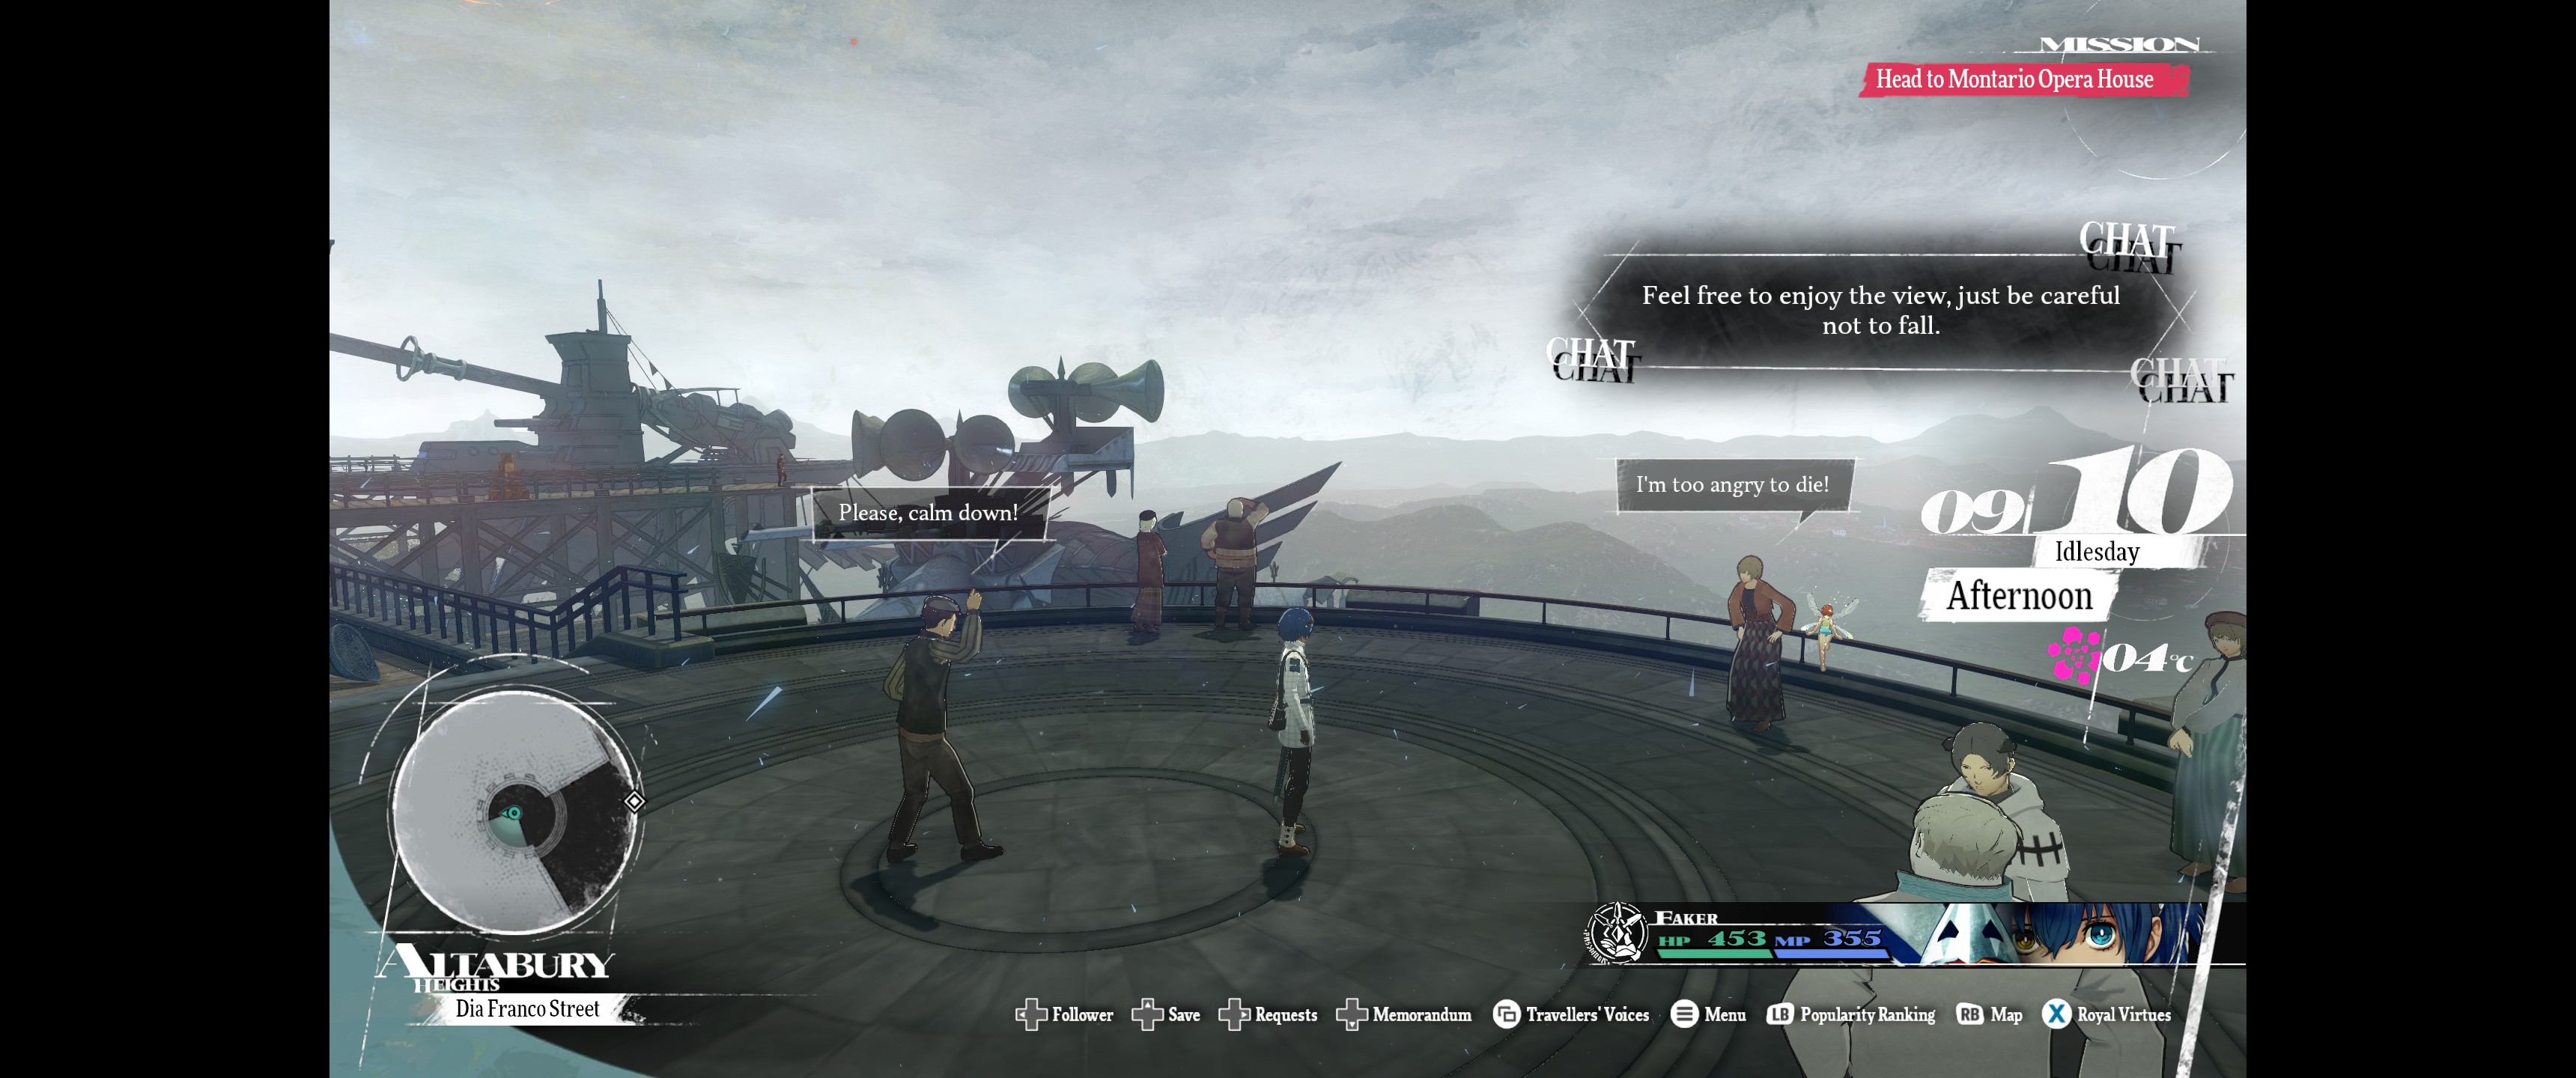 MISSION
Head to Montario Opera House
CHAT
CHAT
Feel free to enjoy the view, just be careful
not to fall.
CHAT
CHAT
CHAT
CHAT
I'm too angry to die!
Please, calm down!
09/10
Idlesday
Afternoon
04°C
FAKER
HP 453 MP 355
ALTABURY
HEIGHTS
Dia Franco Street
Follower
Save
Requests
Memorandum
Travellers' Voices
Menu
LB Popularity Ranking
RB Map
X Royal Virtues